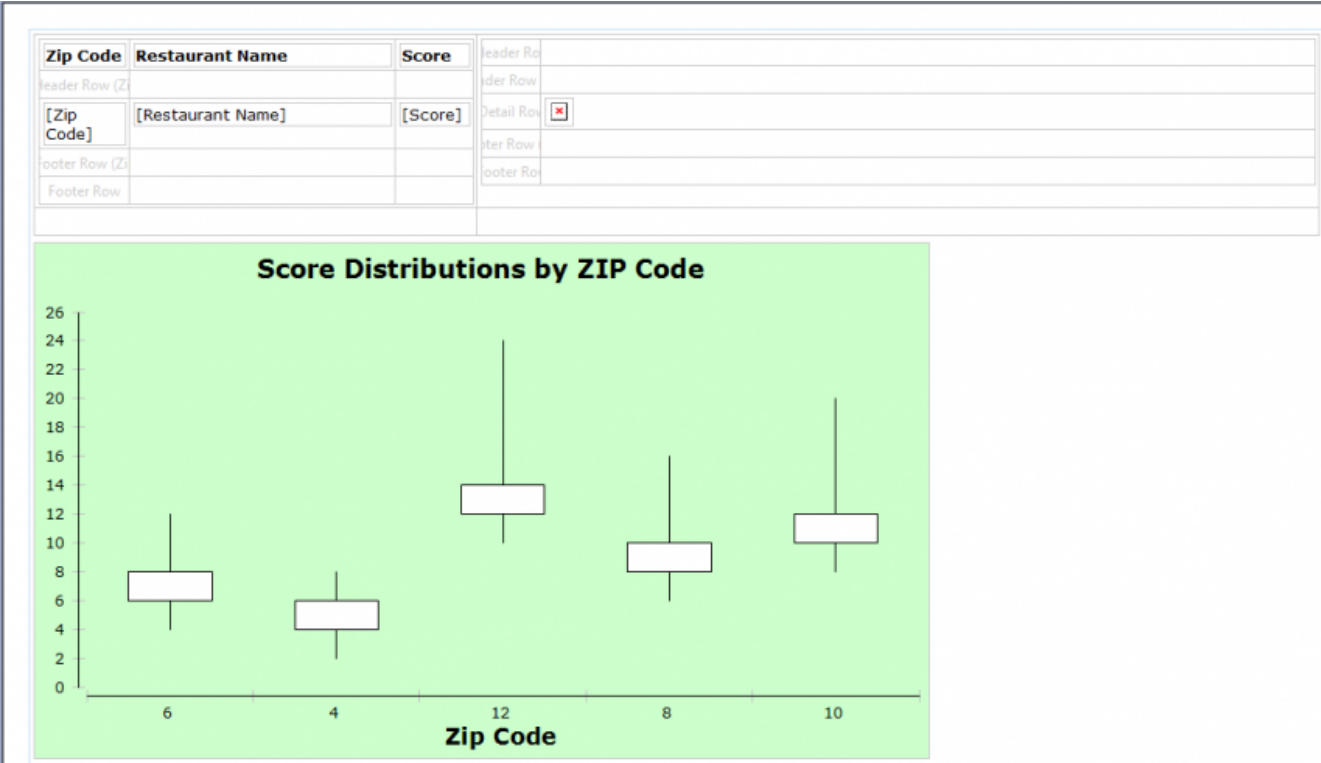 Zip Code Restaurant Name Score
[Zip Code] [Restaurant Name] [Score]
Footer Row
Detail Row
Score Distributions by ZIP Code
26
24
22
20
18
16
14
12
10
8
6
4
2
0
6 4 12 8 10
Zip Code